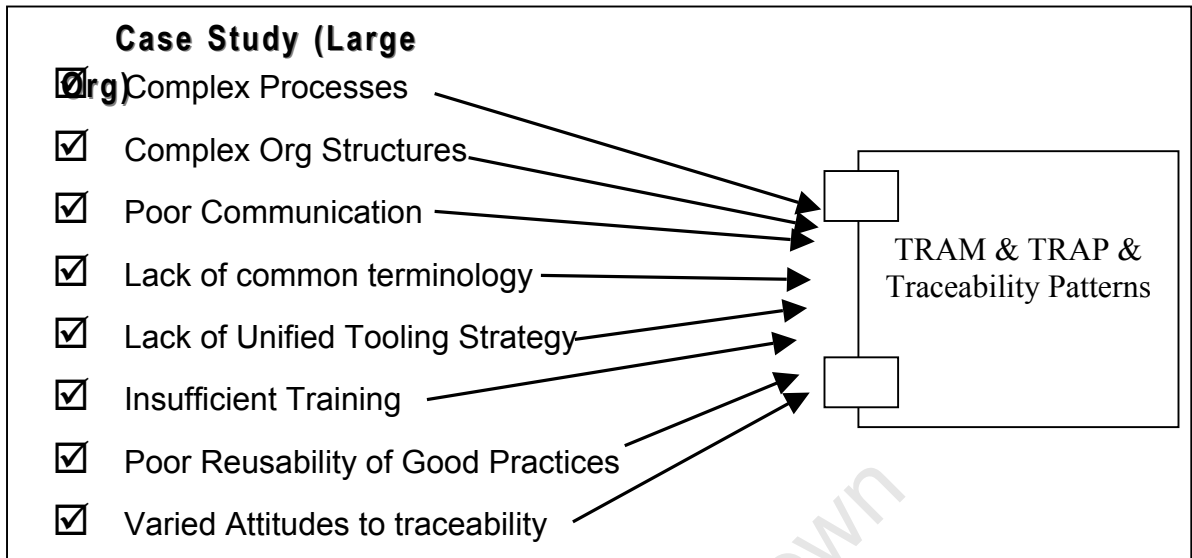 Case Study (Large
Org)
Complex Processes
Complex Org Structures
Poor Communication
Lack of common terminology
Lack of Unified Tooling Strategy
Insufficient Training
Poor Reusability of Good Practices
Varied Attitudes to traceability
TRAM & TRAP &
Traceability Patterns